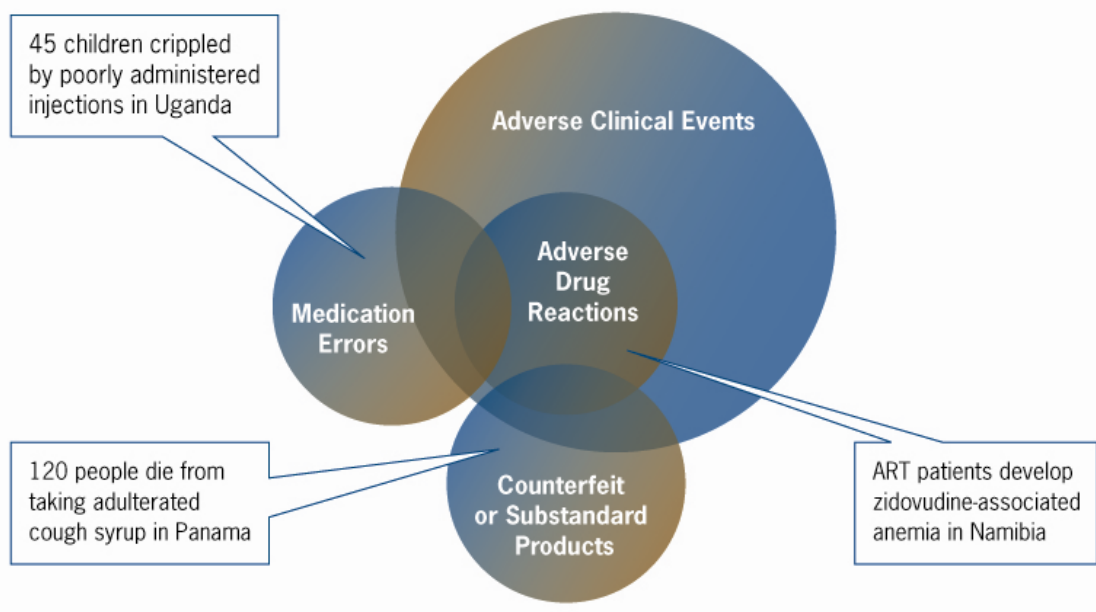 45 children crippled
by poorly administered
injections in Uganda
Adverse Clinical Events
Adverse
Drug
Reactions
Medication
Errors
120 people die from
taking adulterated
cough syrup in Panama
Counterfeit
or Substandard
Products
ART patients develop
zidovudine-associated
anemia in Namibia